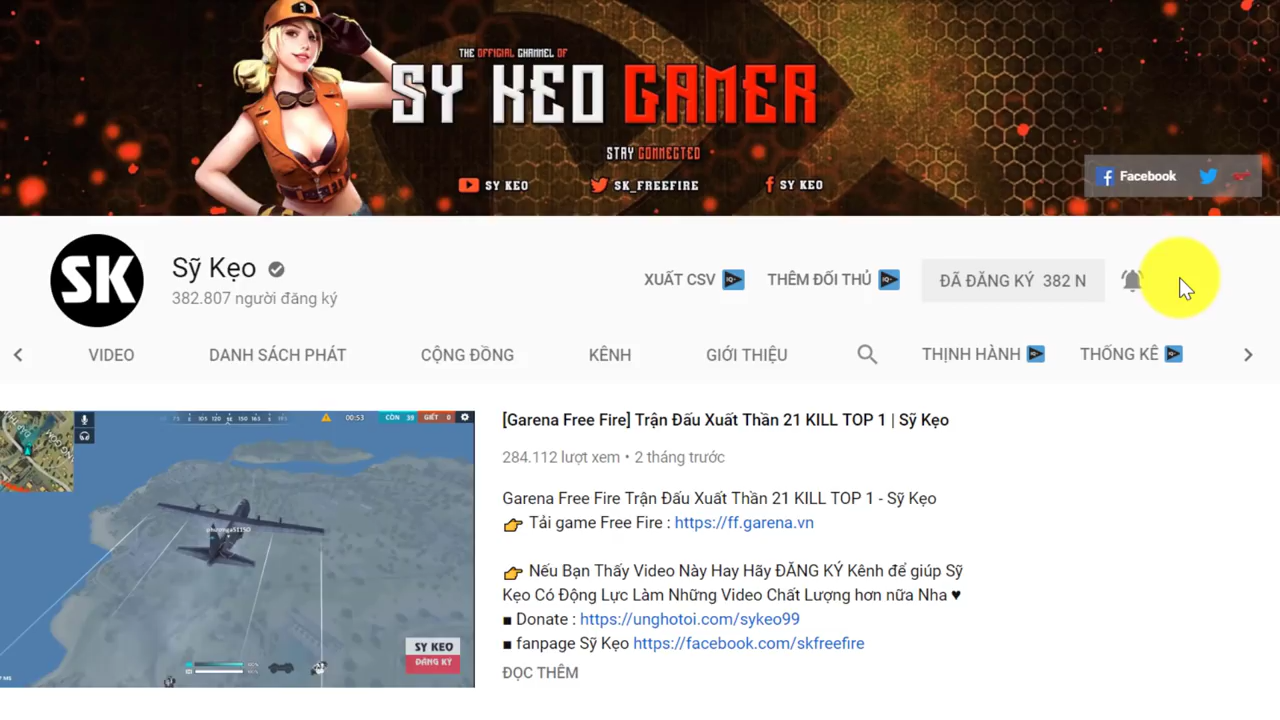 THE OFFICIAL CHANNEL OF
SY KEO GAMER
STAY CONNECTED
SY KEO
SK_FREEFIRE
SY KEO
Facebook
SK
Sỹ Kẹo
382.807 người đăng ký
XUẤT CSV
THÊM ĐỐI THỦ
ĐÃ ĐĂNG KÝ 382 N
VIDEO
DANH SÁCH PHÁT
CỘNG ĐỒNG
KÊNH
GIỚI THIỆU
THỊNH HÀNH
THỐNG KÊ
00:53
CÒN 39
GIẾT 0
SY KEO
ĐĂNG KÝ
[Garena Free Fire] Trận Đấu Xuất Thần 21 KILL TOP 1 | Sỹ Kẹo
284.112 lượt xem • 2 tháng trước
Garena Free Fire Trận Đấu Xuất Thần 21 KILL TOP 1 - Sỹ Kẹo
👉 Tải game Free Fire : https://ff.garena.vn
👉 Nếu Bạn Thấy Video Này Hay Hãy ĐĂNG KÝ Kênh để giúp Sỹ
Kẹo Có Động Lực Làm Những Video Chất Lượng hơn nữa Nha ♥
■ Donate : https://unghotoi.com/sykeo99
■ fanpage Sỹ Kẹo https://facebook.com/skfreefire
ĐỌC THÊM